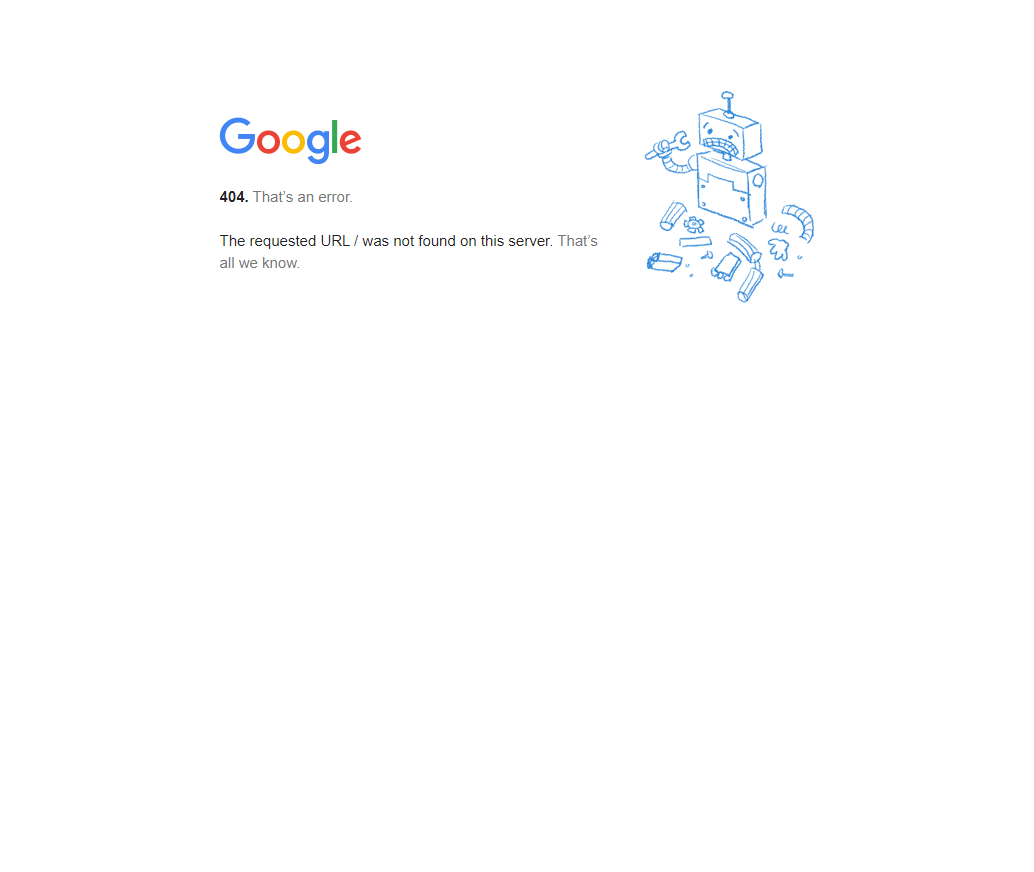 Google
404. That’s an error.
The requested URL / was not found on this server. That’s
all we know.